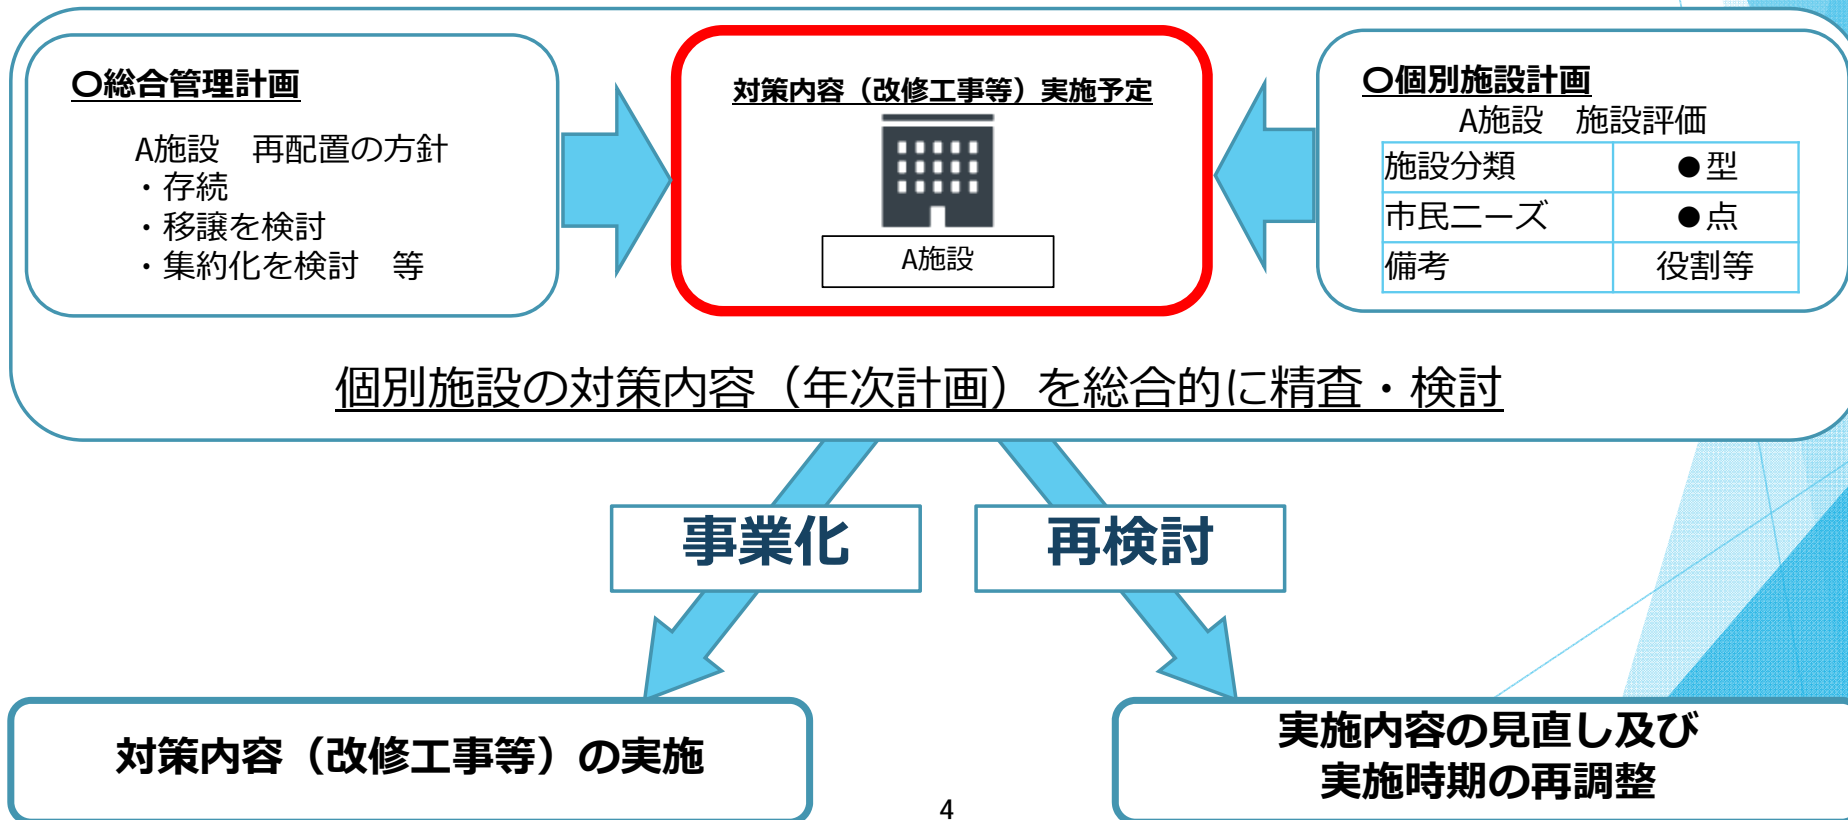 〇総合管理計画
A施設　再配置の方針
・存続
・移譲を検討
・集約化を検討　等
対策内容（改修工事等）実施予定
A施設
〇個別施設計画
A施設　施設評価
施設分類　●型
市民ニーズ　●点
備考　役割等
個別施設の対策内容（年次計画）を総合的に精査・検討
事業化
再検討
対策内容（改修工事等）の実施
実施内容の見直し及び
実施時期の再調整
4